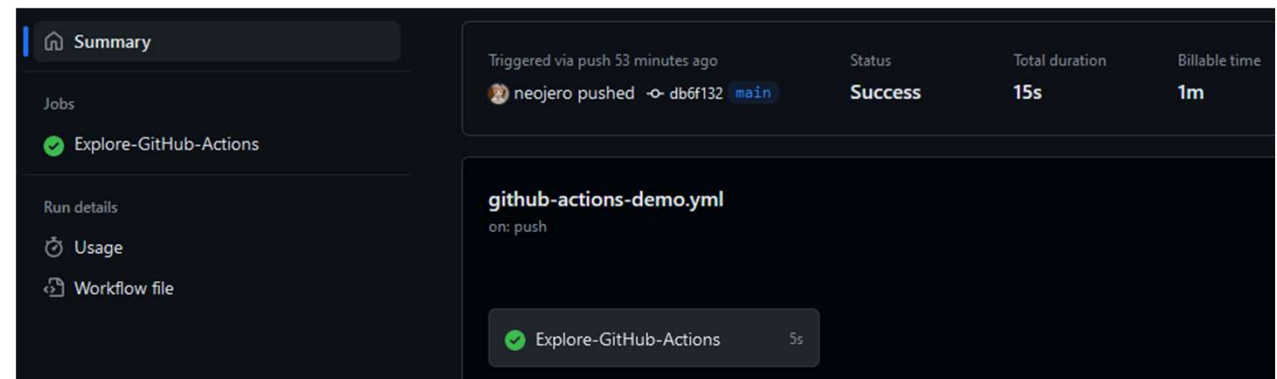 Summary
Jobs
Explore-GitHub-Actions
Run details
Usage
Workflow file
Triggered via push 53 minutes ago
neojero pushed db6f132 main
Status
Success
Total duration
15s
Billable time
1m
github-actions-demo.yml
on: push
Explore-GitHub-Actions 5s